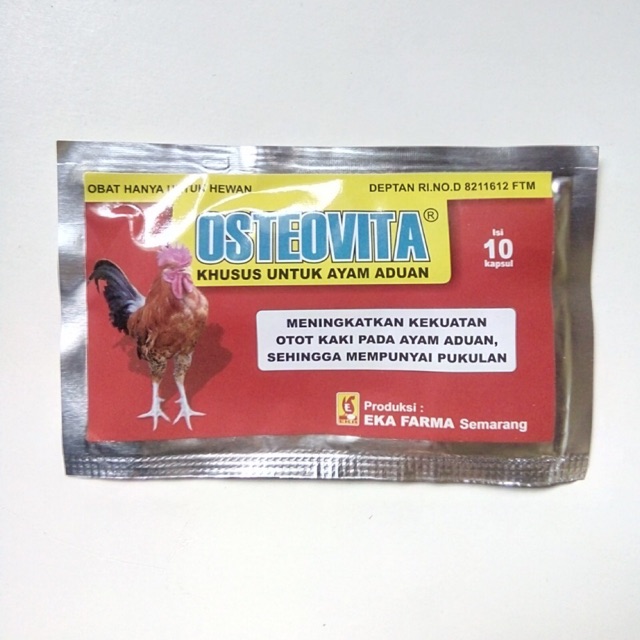 OBAT HANYA UNTUK HEWAN
DEPTAN RI.NO.D 8211612 FTM
OSTEOVITA®
KHUSUS UNTUK AYAM ADUAN
Isi
10
kapsul
MENINGKATKAN KEKUATAN
OTOT KAKI PADA AYAM ADUAN,
SEHINGGA MEMPUNYAI PUKULAN
Produksi :
EKA FARMA Semarang